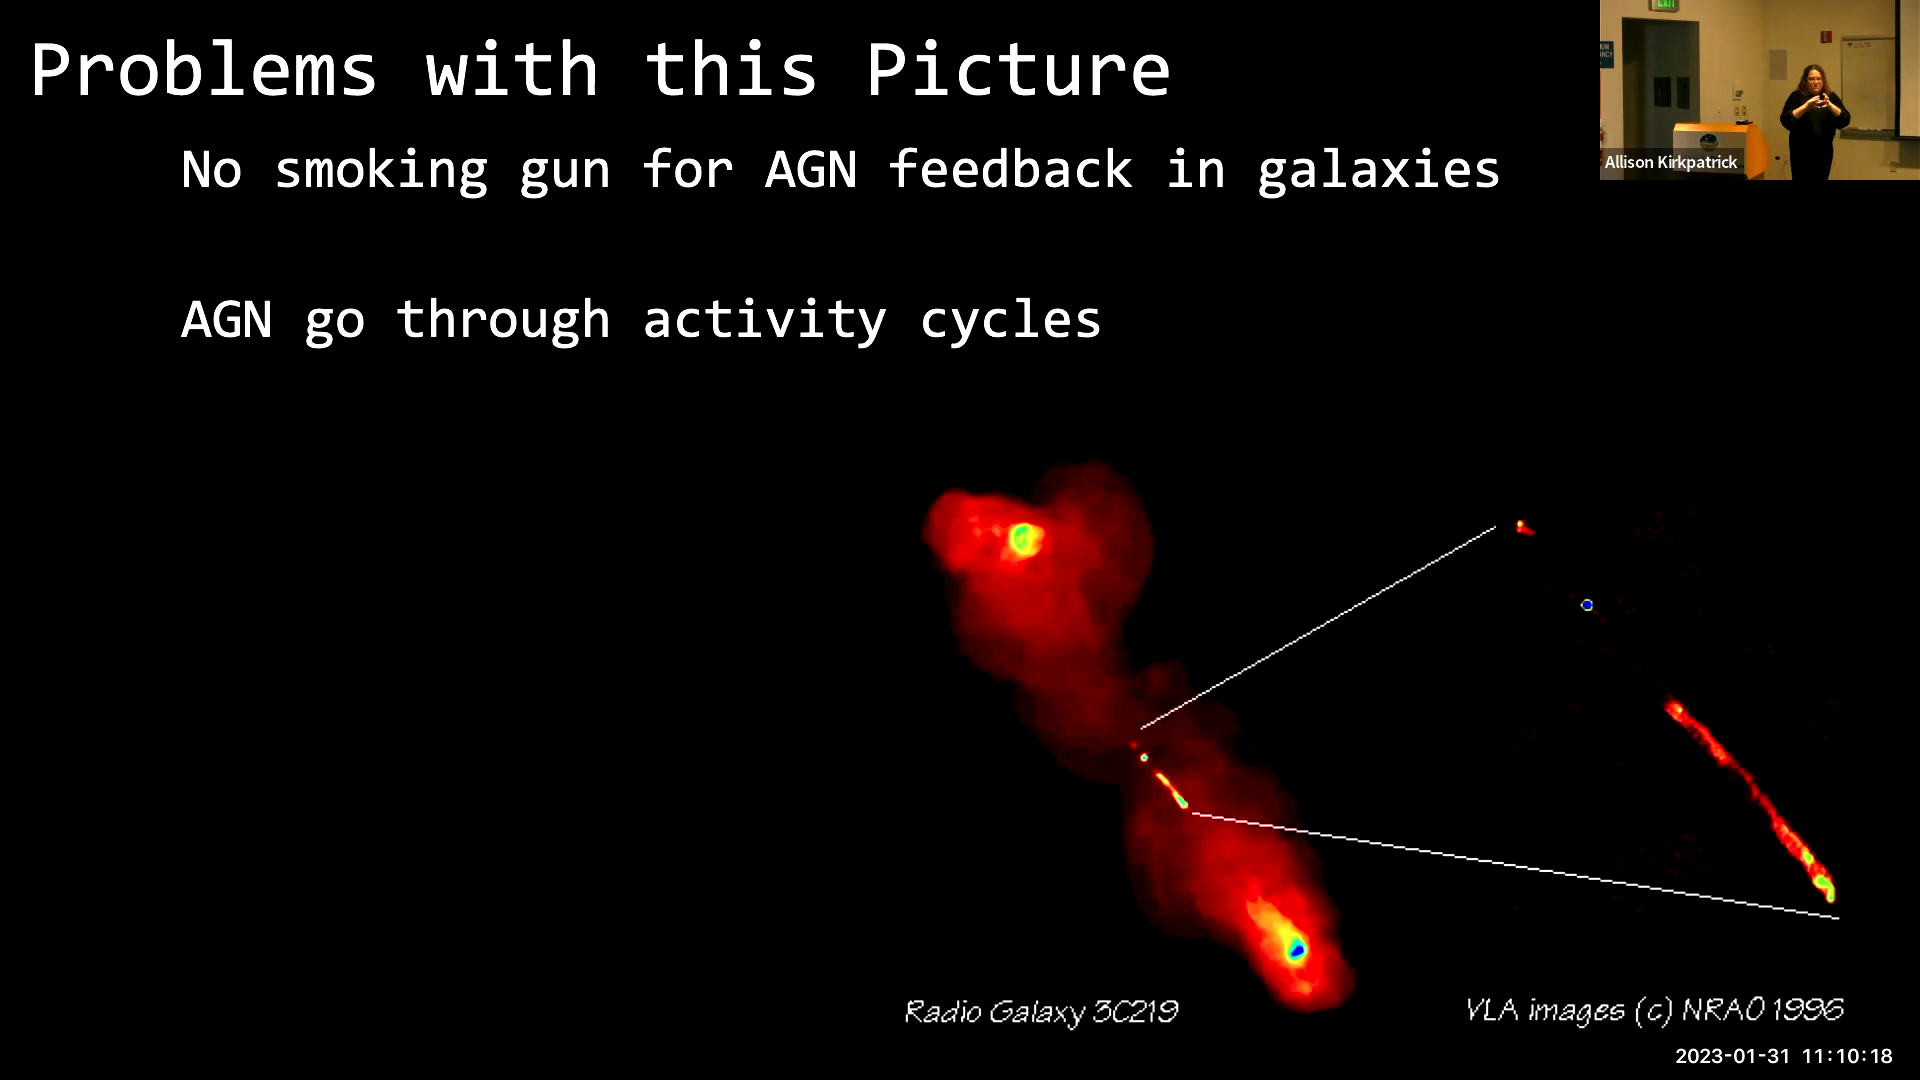 Problems with this Picture
No smoking gun for AGN feedback in galaxies
AGN go through activity cycles
EXIT
Allison Kirkpatrick
Radio Galaxy 3C219
VLA images (c) NRAO 1996
2023-01-31 11:10:18